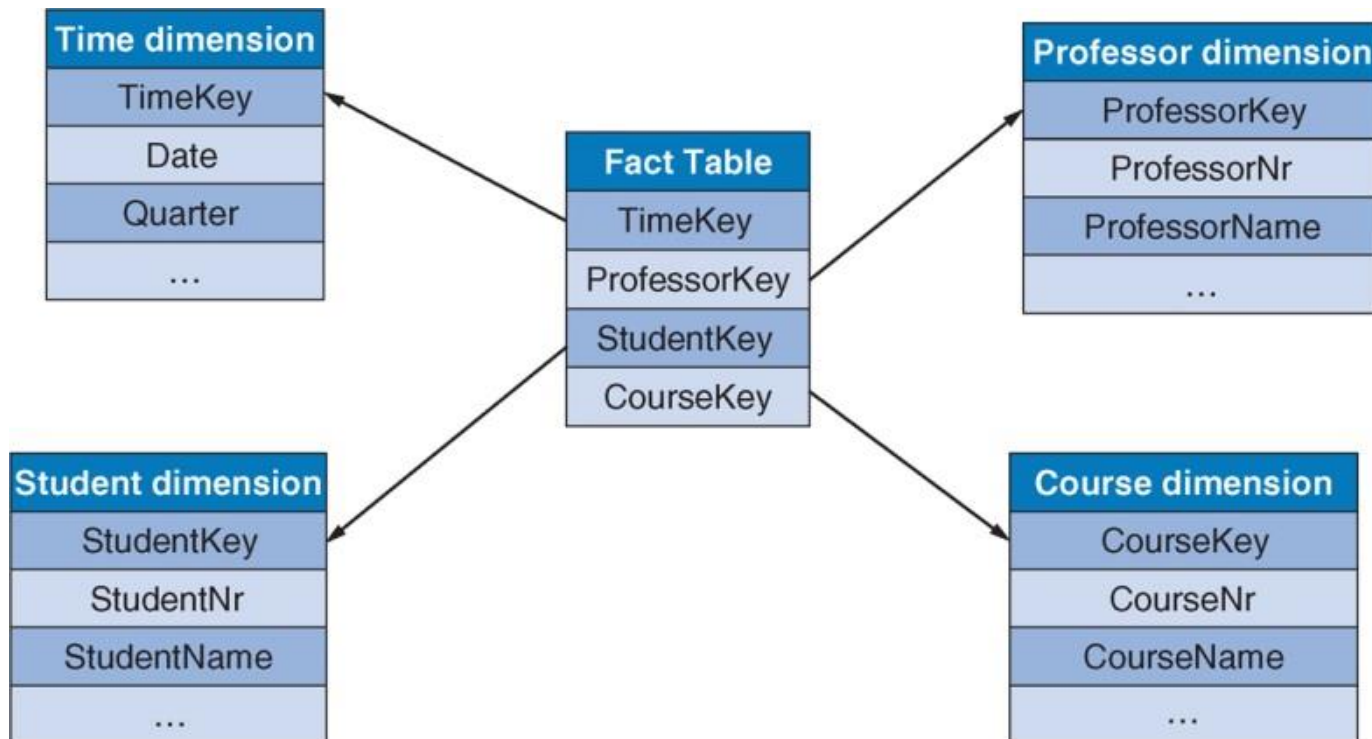 Time dimension
TimeKey
Date
Quarter
...
Professor dimension
ProfessorKey
ProfessorNr
ProfessorName
...
Fact Table
TimeKey
ProfessorKey
StudentKey
CourseKey
Student dimension
StudentKey
StudentNr
StudentName
...
Course dimension
CourseKey
CourseNr
CourseName
...